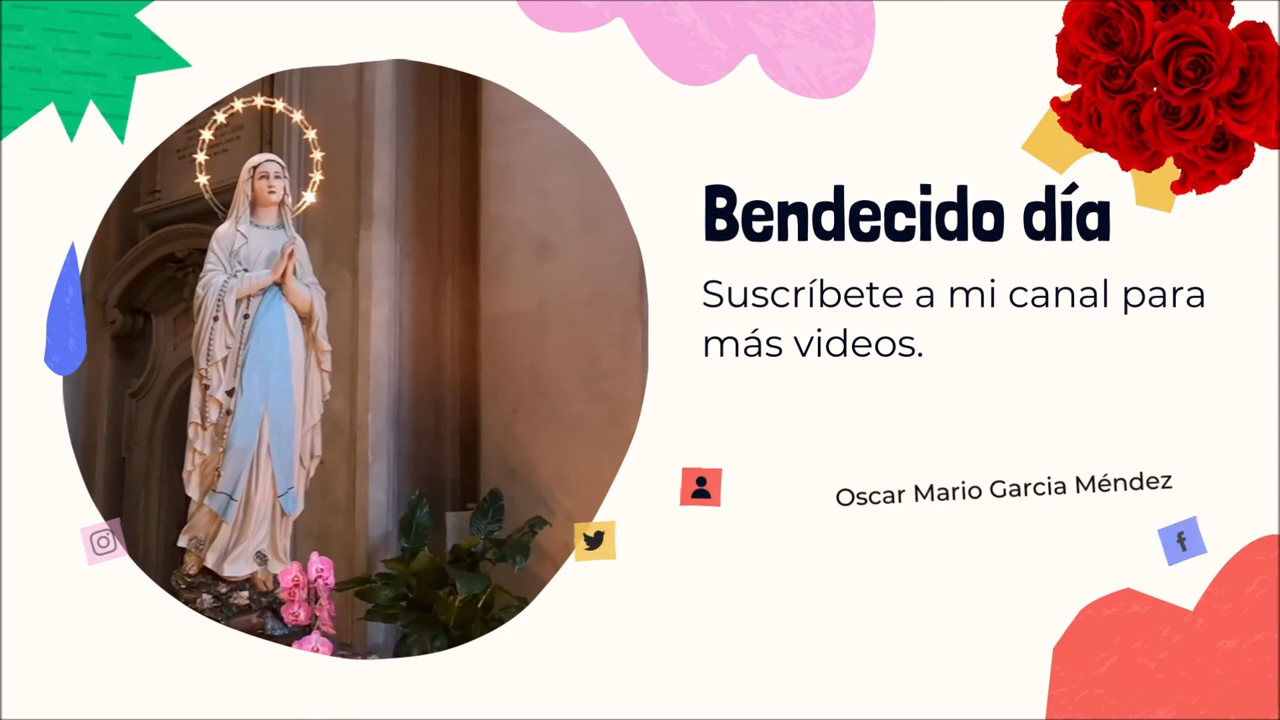 Bendecido día
Suscríbete a mi canal para
más videos.
Oscar Mario Garcia Méndez